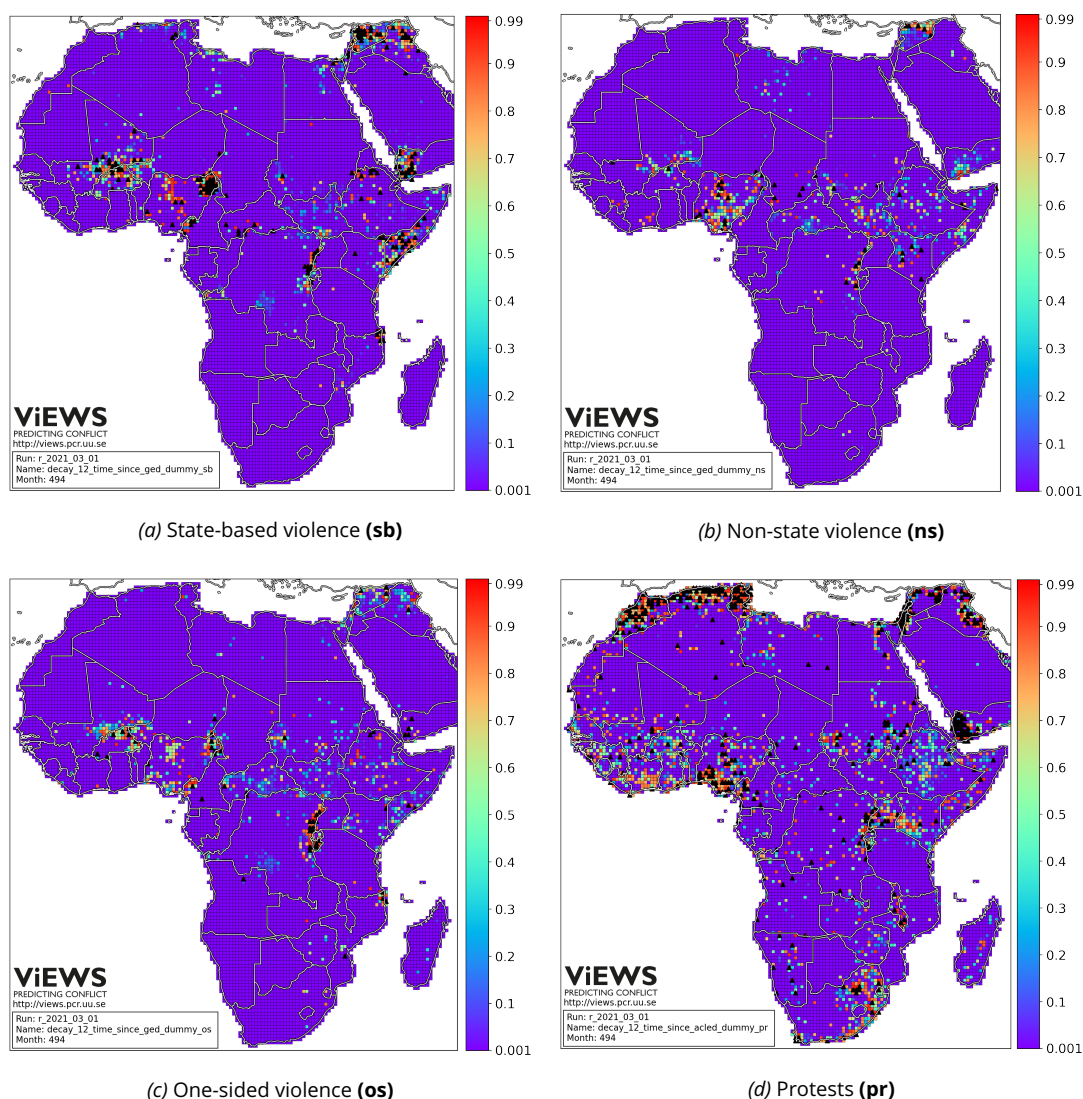 0.99
0.9
0.8
0.7
0.6
0.5
0.4
0.3
0.2
0.1
0.001
ViEWS
PREDICTING CONFLICT
http://views.pcr.uu.se
Run: r_2021_03_01
Name: decay_12_time_since_ged_dummy_sb
Month: 494
(a) State-based violence (sb)
0.99
0.9
0.8
0.7
0.6
0.5
0.4
0.3
0.2
0.1
0.001
ViEWS
PREDICTING CONFLICT
http://views.pcr.uu.se
Run: r_2021_03_01
Name: decay_12_time_since_ged_dummy_ns
Month: 494
(b) Non-state violence (ns)
0.99
0.9
0.8
0.7
0.6
0.5
0.4
0.3
0.2
0.1
0.001
ViEWS
PREDICTING CONFLICT
http://views.pcr.uu.se
Run: r_2021_03_01
Name: decay_12_time_since_ged_dummy_os
Month: 494
(c) One-sided violence (os)
0.99
0.9
0.8
0.7
0.6
0.5
0.4
0.3
0.2
0.1
0.001
ViEWS
PREDICTING CONFLICT
http://views.pcr.uu.se
Run: r_2021_03_01
Name: decay_12_time_since_acled_dummy_pr
Month: 494
(d) Protests (pr)